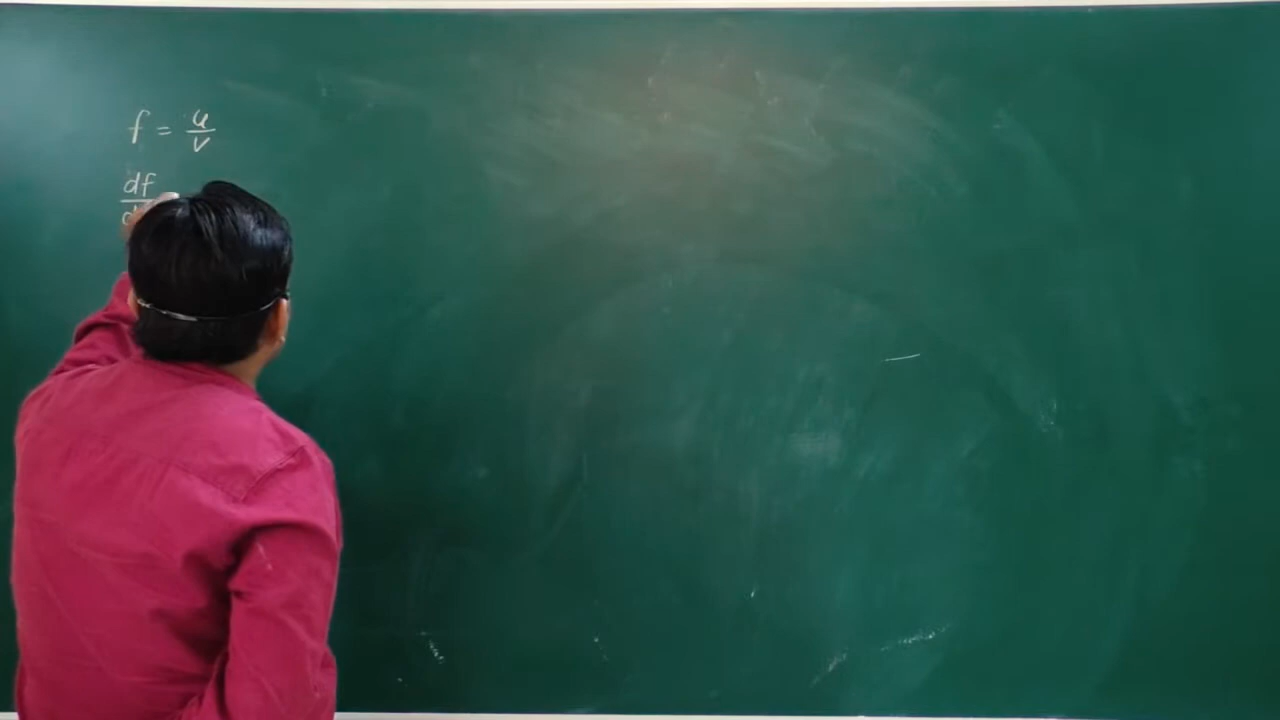 f = u/v
df